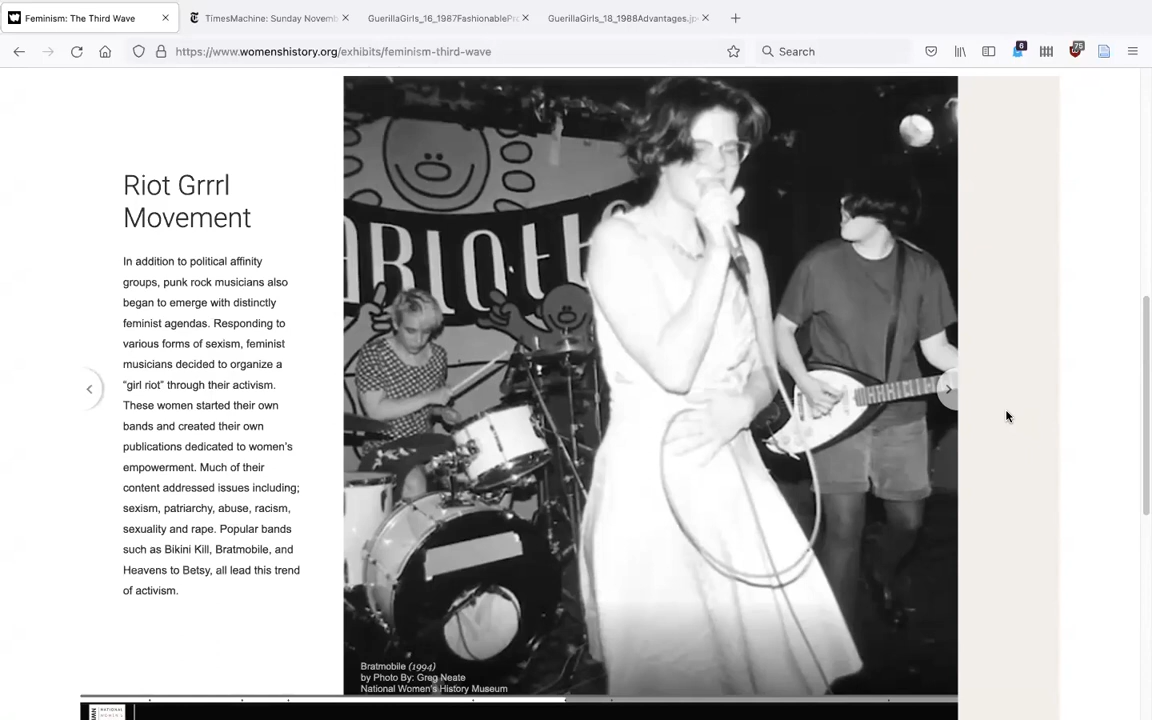 Feminism: The Third Wave
TimesMachine: Sunday Novemb
GuerillaGirls_16_1987FashionablePr
GuerillaGirls_18_1988Advantages.jp
https://www.womenshistory.org/exhibits/feminism-third-wave
Search
6
75
Riot Grrrl
Movement
In addition to political affinity
groups, punk rock musicians also
began to emerge with distinctly
feminist agendas. Responding to
various forms of sexism, feminist
musicians decided to organize a
“girl riot” through their activism.
These women started their own
bands and created their own
publications dedicated to women’s
empowerment. Much of their
content addressed issues including;
sexism, patriarchy, abuse, racism,
sexuality and rape. Popular bands
such as Bikini Kill, Bratmobile, and
Heavens to Betsy, all lead this trend
of activism.
Bratmobile (1994)
by Photo By: Greg Neate
National Women's History Museum